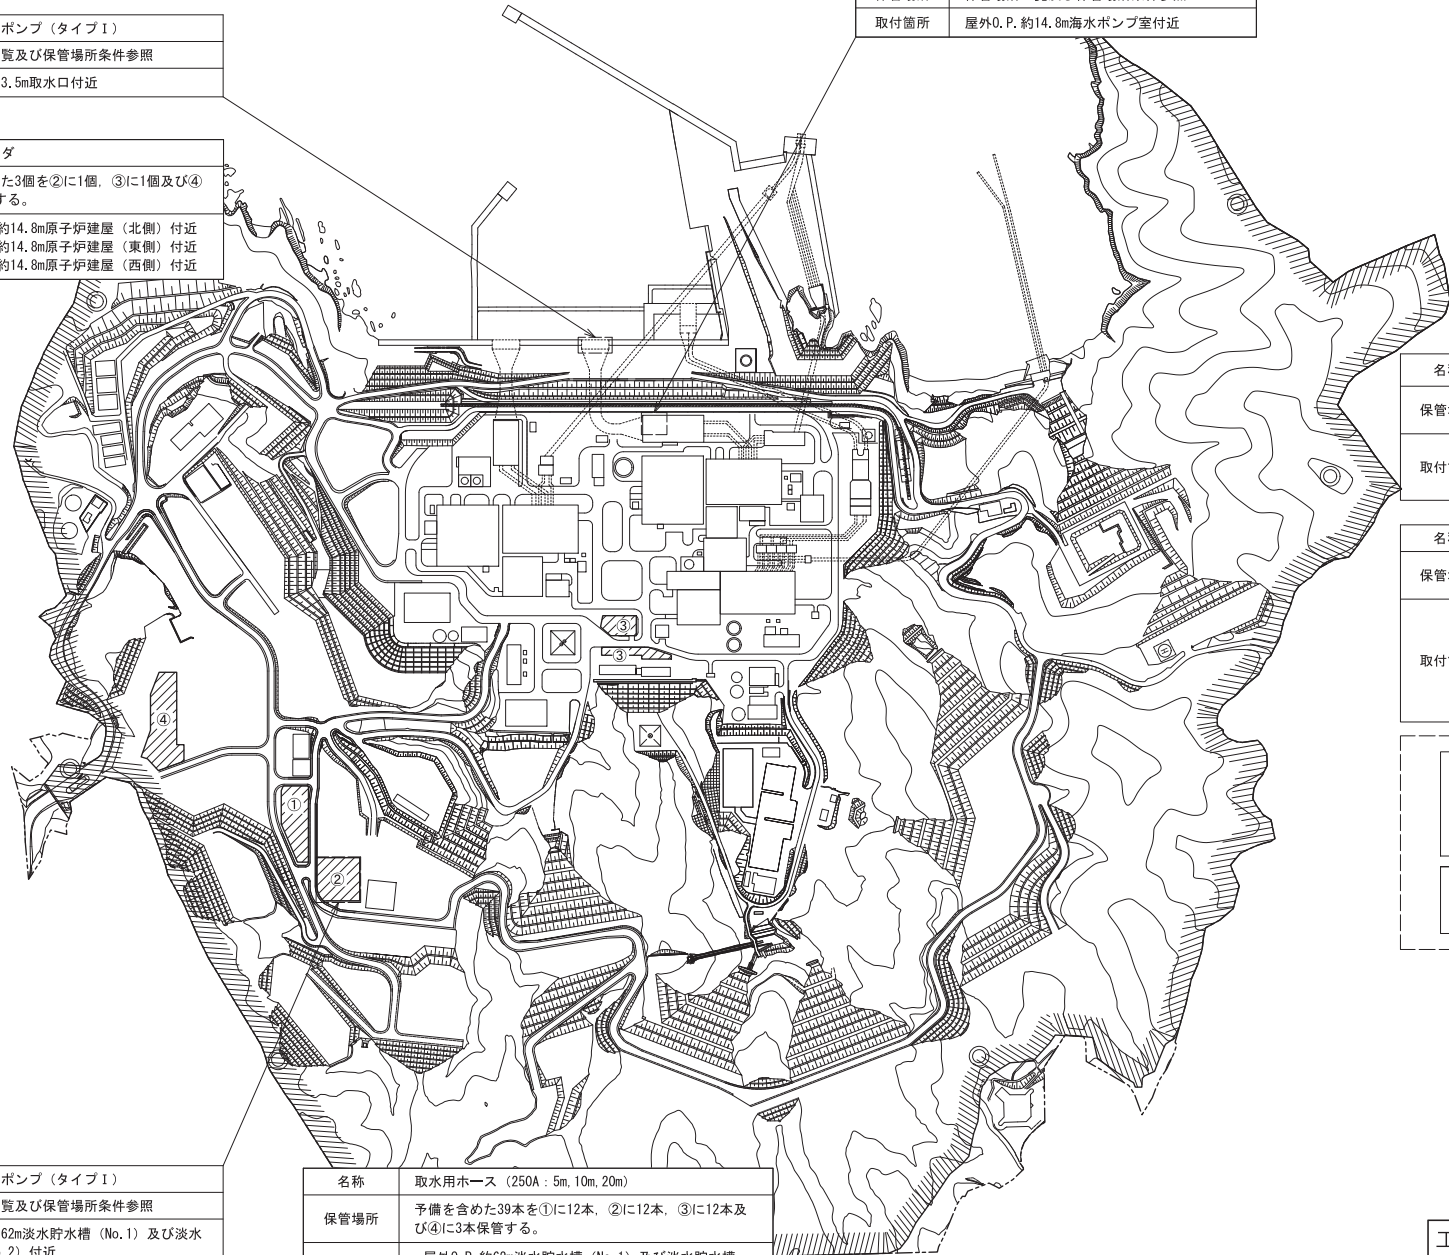 ポンプ（タイプⅠ）
覧及び保管場所条件参照
3.5m取水口付近
取付箇所
屋外O.P.約14.8m海水ポンプ室付近
ダ
た3個を②に1個，③に1個及び④
する。
約14.8m原子炉建屋（北側）付近
約14.8m原子炉建屋（東側）付近
約14.8m原子炉建屋（西側）付近
保管
取付
保管
取付
③
③
④
①
②
ポンプ（タイプⅠ）
覧及び保管場所条件参照
62m淡水貯水槽（No.1）及び淡水
.2）付近
名称
取水用ホース（250A：5m,10m,20m）
保管場所
予備を含めた39本を①に12本，②に12本，③に12本及
び④に3本保管する。